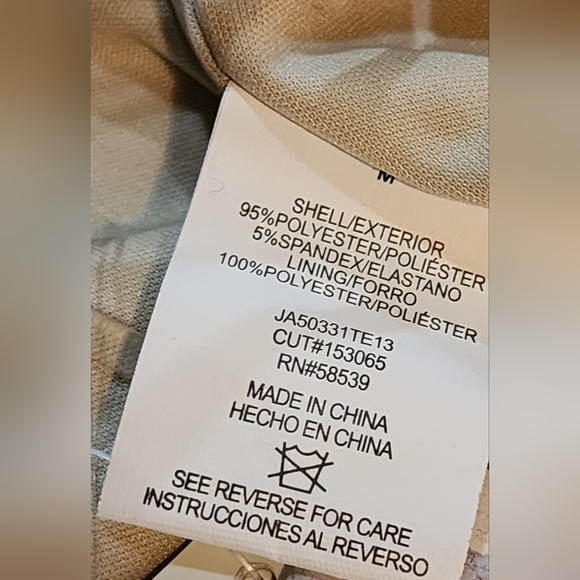 M
SHELL/EXTERIOR
95%POLYESTER/POLIÉSTER
5%SPANDEX/ELASTANO
LINING/FORRO
100%POLYESTER/POLIÉSTER
JA50331TE13
CUT#153065
RN#58539
MADE IN CHINA
HECHO EN CHINA
SEE REVERSE FOR CARE
INSTRUCCIONES AL REVERSO